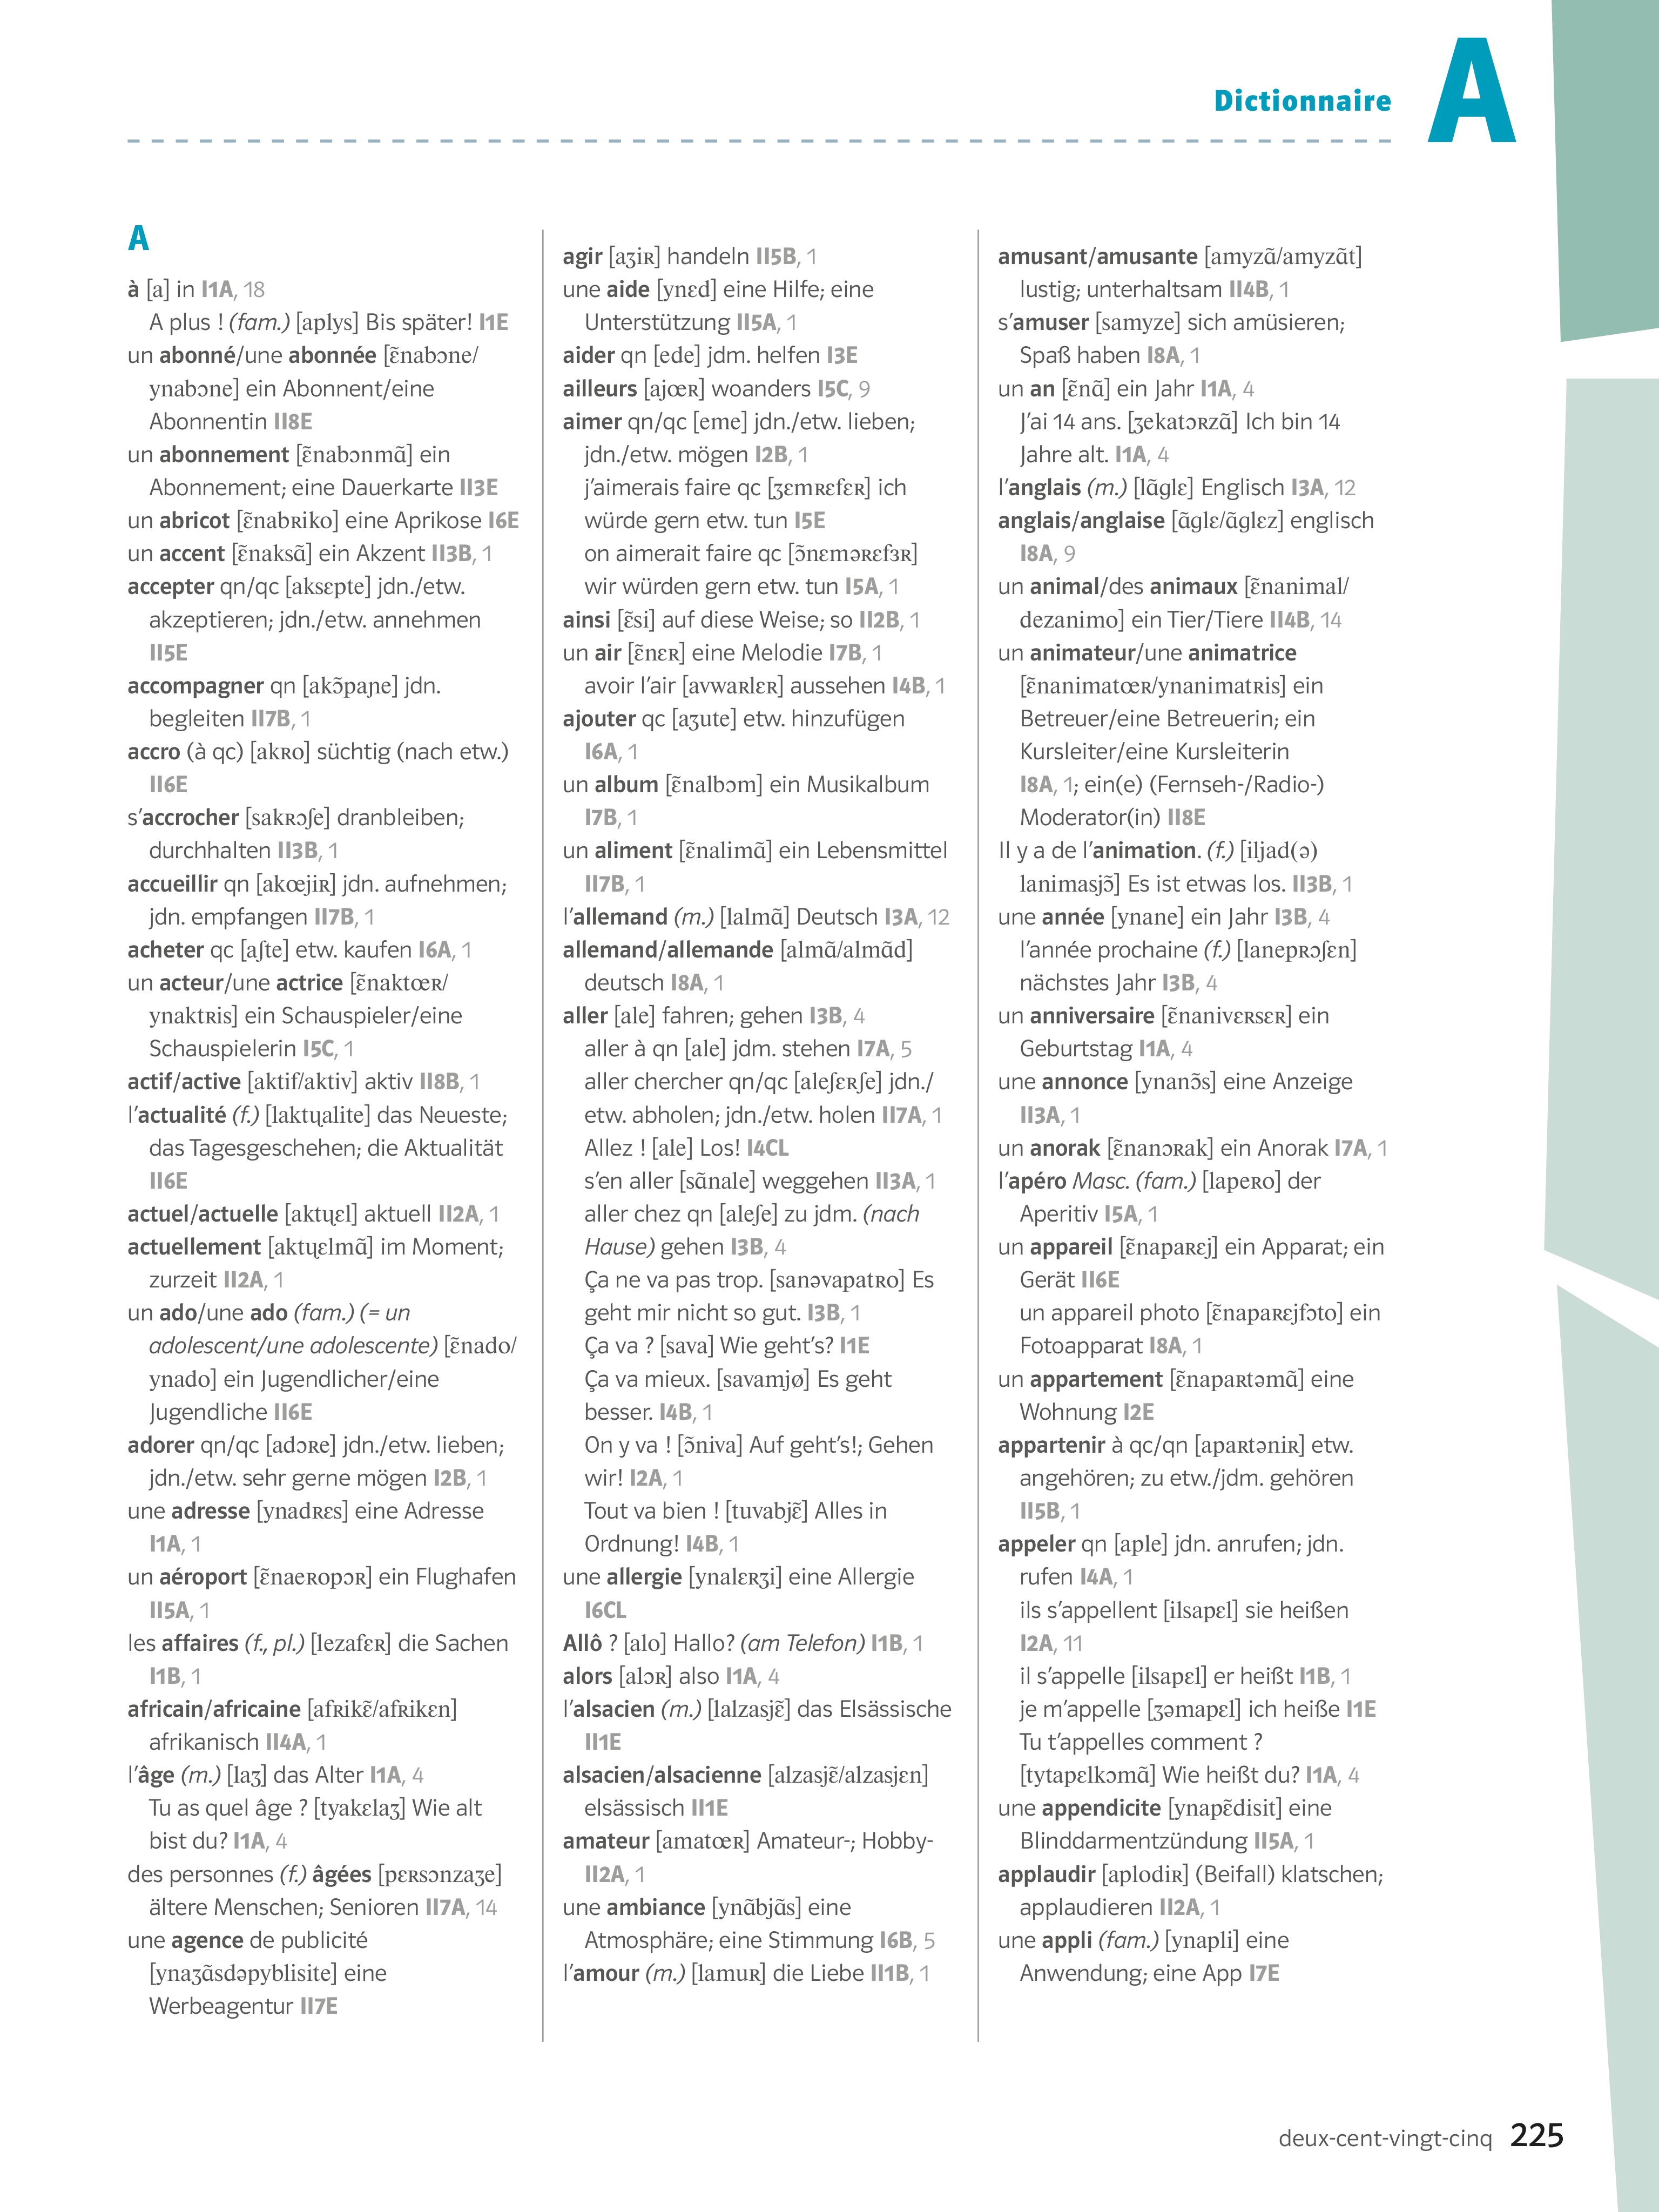 Dictionnaire
A
A
à [a] in I1A, 18
A plus ! (fam.) [aplys] Bis später! I1E
un abonné/une abonnée [ɛ̃nabɔne/
ynabɔne] ein Abonnent/eine
Abonnentin II8E
un abonnement [ɛ̃nabɔnmɑ̃] ein
Abonnement; eine Dauerkarte II3E
un abricot [ɛ̃nabʀiko] eine Aprikose I6E
un accent [ɛ̃naksɑ̃] ein Akzent II3B, 1
accepter qn/qc [aksɛpte] jdn./etw.
akzeptieren; jdn./etw. annehmen
II5E
accompagner qn [akɔ̃paɲe] jdn.
begleiten II7B, 1
accro (à qc) [akʀo] süchtig (nach etw.)
II6E
s’accrocher [sakʀɔʃe] dranbleiben;
durchhalten II3B, 1
accueillir qn [akœjiʀ] jdn. aufnehmen;
jdn. empfangen II7B, 1
acheter qc [aʃte] etw. kaufen I6A, 1
un acteur/une actrice [ɛ̃naktœʀ/
ynaktʀis] ein Schauspieler/eine
Schauspielerin I5C, 1
actif/active [aktif/aktiv] aktiv II8B, 1
l’actualité (f.) [laktɥalite] das Neueste;
das Tagesgeschehen; die Aktualität
II6E
actuel/actuelle [aktɥɛl] aktuell II2A, 1
actuellement [aktɥɛlmɑ̃] im Moment;
zurzeit II2A, 1
un ado/une ado (fam.) (= un
adolescent/une adolescente) [ɛ̃nado/
ynado] ein Jugendlicher/eine
Jugendliche II6E
adorer qn/qc [adɔʀe] jdn./etw. lieben;
jdn./etw. sehr gerne mögen I2B, 1
une adresse [ynadʀɛs] eine Adresse
I1A, 1
un aéroport [ɛ̃naeʀopɔʀ] ein Flughafen
II5A, 1
les affaires (f., pl.) [lezafɛʀ] die Sachen
I1B, 1
africain/africaine [afʀikɛ̃/afʀikɛn]
afrikanisch II4A, 1
l’âge (m.) [laʒ] das Alter I1A, 4
Tu as quel âge ? [tyakɛlaʒ] Wie alt
bist du? I1A, 4
des personnes (f.) âgées [pɛʀsɔnzaʒe]
ältere Menschen; Senioren II7A, 14
une agence de publicité
[ynaʒɑ̃sdəpyblisite] eine
Werbeagentur II7E
agir [aʒiʀ] handeln II5B, 1
une aide [ynɛd] eine Hilfe; eine
Unterstützung II5A, 1
aider qn [ede] jdm. helfen I3E
ailleurs [ajœʀ] woanders I5C, 9
aimer qn/qc [eme] jdn./etw. lieben;
jdn./etw. mögen I2B, 1
j’aimerais faire qc [ʒɛmʀɛfɛʀ] ich
würde gern etw. tun I5E
on aimerait faire qc [ɔ̃nɛməʀɛfɜʀ]
wir würden gern etw. tun I5A, 1
ainsi [ɛ̃si] auf diese Weise; so II2B, 1
un air [ɛ̃nɛʀ] eine Melodie I7B, 1
avoir l’air [avwaʀlɛʀ] aussehen I4B, 1
ajouter qc [aʒute] etw. hinzufügen
I6A, 1
un album [ɛ̃nalbɔm] ein Musikalbum
I7B, 1
un aliment [ɛ̃nalimɑ̃] ein Lebensmittel
II7B, 1
l’allemand (m.) [lalmɑ̃] Deutsch I3A, 12
allemand/allemande [almɑ̃/almɑ̃d]
deutsch I8A, 1
aller [ale] fahren; gehen I3B, 4
aller à qn [ale] jdm. stehen I7A, 5
aller chercher qn/qc [aleʃɛʀʃe] jdn./
etw. abholen; jdn./etw. holen II7A, 1
Allez ! [ale] Los! I4CL
s’en aller [sɑ̃nale] weggehen II3A, 1
aller chez qn [aleʃe] zu jdm. (nach
Hause) gehen I3B, 4
Ça ne va pas trop. [sanəvapatʀo] Es
geht mir nicht so gut. I3B, 1
Ça va ? [sava] Wie geht’s? I1E
Ça va mieux. [savamjø] Es geht
besser. I4B, 1
On y va ! [ɔ̃niva] Auf geht’s!; Gehen
wir! I2A, 1
Tout va bien ! [tuvabjɛ̃] Alles in
Ordnung! I4B, 1
une allergie [ynalɛʀʒi] eine Allergie
I6CL
Allô ? [alo] Hallo? (am Telefon) I1B, 1
alors [alɔʀ] also I1A, 4
l’alsacien (m.) [lalzasjɛ̃] das Elsässische
II1E
alsacien/alsacienne [alzasjɛ̃/alzasjɛn]
elsässisch II1E
amateur [amatœʀ] Amateur-; Hobby-
II2A, 1
une ambiance [ynɑ̃bjɑ̃s] eine
Atmosphäre; eine Stimmung I6B, 5
l’amour (m.) [lamuʀ] die Liebe II1B, 1
amusant/amusante [amyzɑ̃/amyzɑ̃t]
lustig; unterhaltsam II4B, 1
s’amuser [samyze] sich amüsieren;
Spaß haben I8A, 1
un an [ɛ̃nɑ̃] ein Jahr I1A, 4
J’ai 14 ans. [ʒekatɔʀzɑ̃] Ich bin 14
Jahre alt. I1A, 4
l’anglais (m.) [lɑ̃glɛ] Englisch I3A, 12
anglais/anglaise [ɑ̃glɛ/ɑ̃glɛz] englisch
I8A, 9
un animal/des animaux [ɛ̃nanimal/
dezanimo] ein Tier/Tiere II4B, 14
un animateur/une animatrice
[ɛ̃nanimatœʀ/ynanimatʀis] ein
Betreuer/eine Betreuerin; ein
Kursleiter/eine Kursleiterin
I8A, 1; ein(e) (Fernseh-/Radio-)
Moderator(in) II8E
Il y a de l’animation. (f.) [iljad(ə)
lanimasjɔ̃] Es ist etwas los. II3B, 1
une année [ynane] ein Jahr I3B, 4
l’année prochaine (f.) [lanepʀɔʃɛn]
nächstes Jahr I3B, 4
un anniversaire [ɛ̃nanivɛʀsɛʀ] ein
Geburtstag I1A, 4
une annonce [ynanɔ̃s] eine Anzeige
II3A, 1
un anorak [ɛ̃nanɔʀak] ein Anorak I7A, 1
l’apéro Masc. (fam.) [lapeʀo] der
Aperitiv I5A, 1
un appareil [ɛ̃napaʀɛj] ein Apparat; ein
Gerät II6E
un appareil photo [ɛ̃napaʀɛjfɔto] ein
Fotoapparat I8A, 1
un appartement [ɛ̃napaʀtəmɑ̃] eine
Wohnung I2E
appartenir à qc/qn [apaʀtəniʀ] etw.
angehören; zu etw./jdm. gehören
II5B, 1
appeler qn [aple] jdn. anrufen; jdn.
rufen I4A, 1
ils s’appellent [ilsapɛl] sie heißen
I2A, 11
il s’appelle [ilsapɛl] er heißt I1B, 1
je m’appelle [ʒəmapɛl] ich heiße I1E
Tu t’appelles comment ?
[tytapɛlkɔmɑ̃] Wie heißt du? I1A, 4
une appendicite [ynapɛ̃disit] eine
Blinddarmentzündung II5A, 1
applaudir [aplodiʀ] (Beifall) klatschen;
applaudieren II2A, 1
une appli (fam.) [ynapli] eine
Anwendung; eine App I7E
deux-cent-vingt-cinq 225